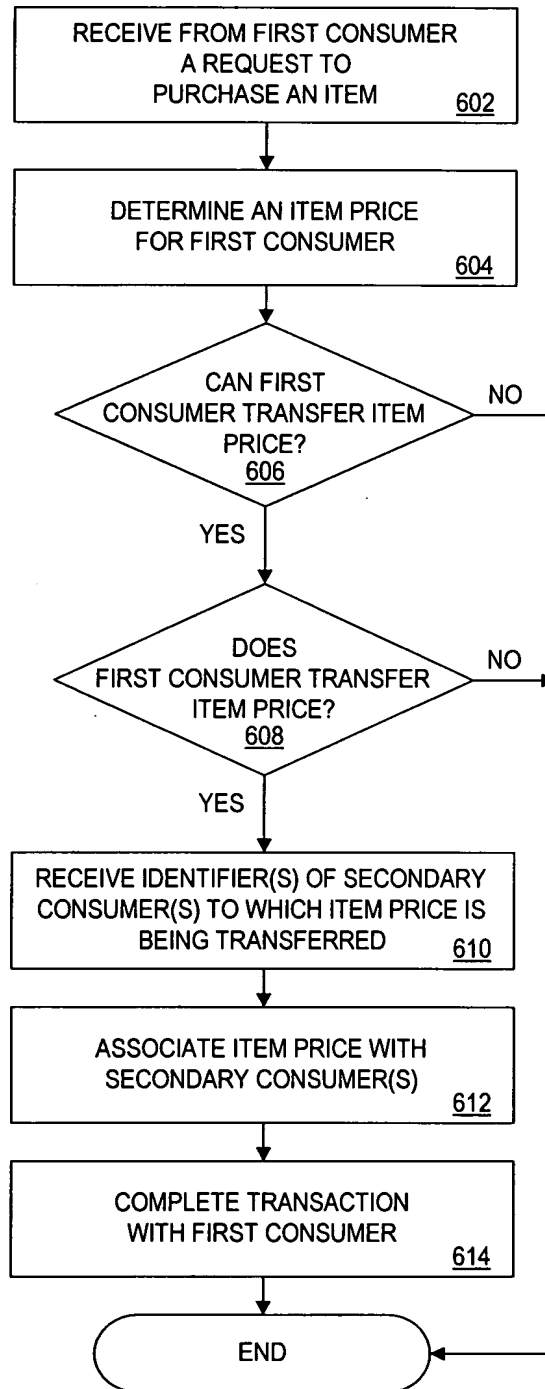 RECEIVE FROM FIRST CONSUMER
A REQUEST TO
PURCHASE AN ITEM
602
DETERMINE AN ITEM PRICE
FOR FIRST CONSUMER
604
CAN FIRST
CONSUMER TRANSFER ITEM
PRICE?
606
NO
YES
DOES
FIRST CONSUMER TRANSFER
ITEM PRICE?
608
NO
YES
RECEIVE IDENTIFIER(S) OF SECONDARY
CONSUMER(S) TO WHICH ITEM PRICE IS
BEING TRANSFERRED
610
ASSOCIATE ITEM PRICE WITH
SECONDARY CONSUMER(S)
612
COMPLETE TRANSACTION
WITH FIRST CONSUMER
614
END